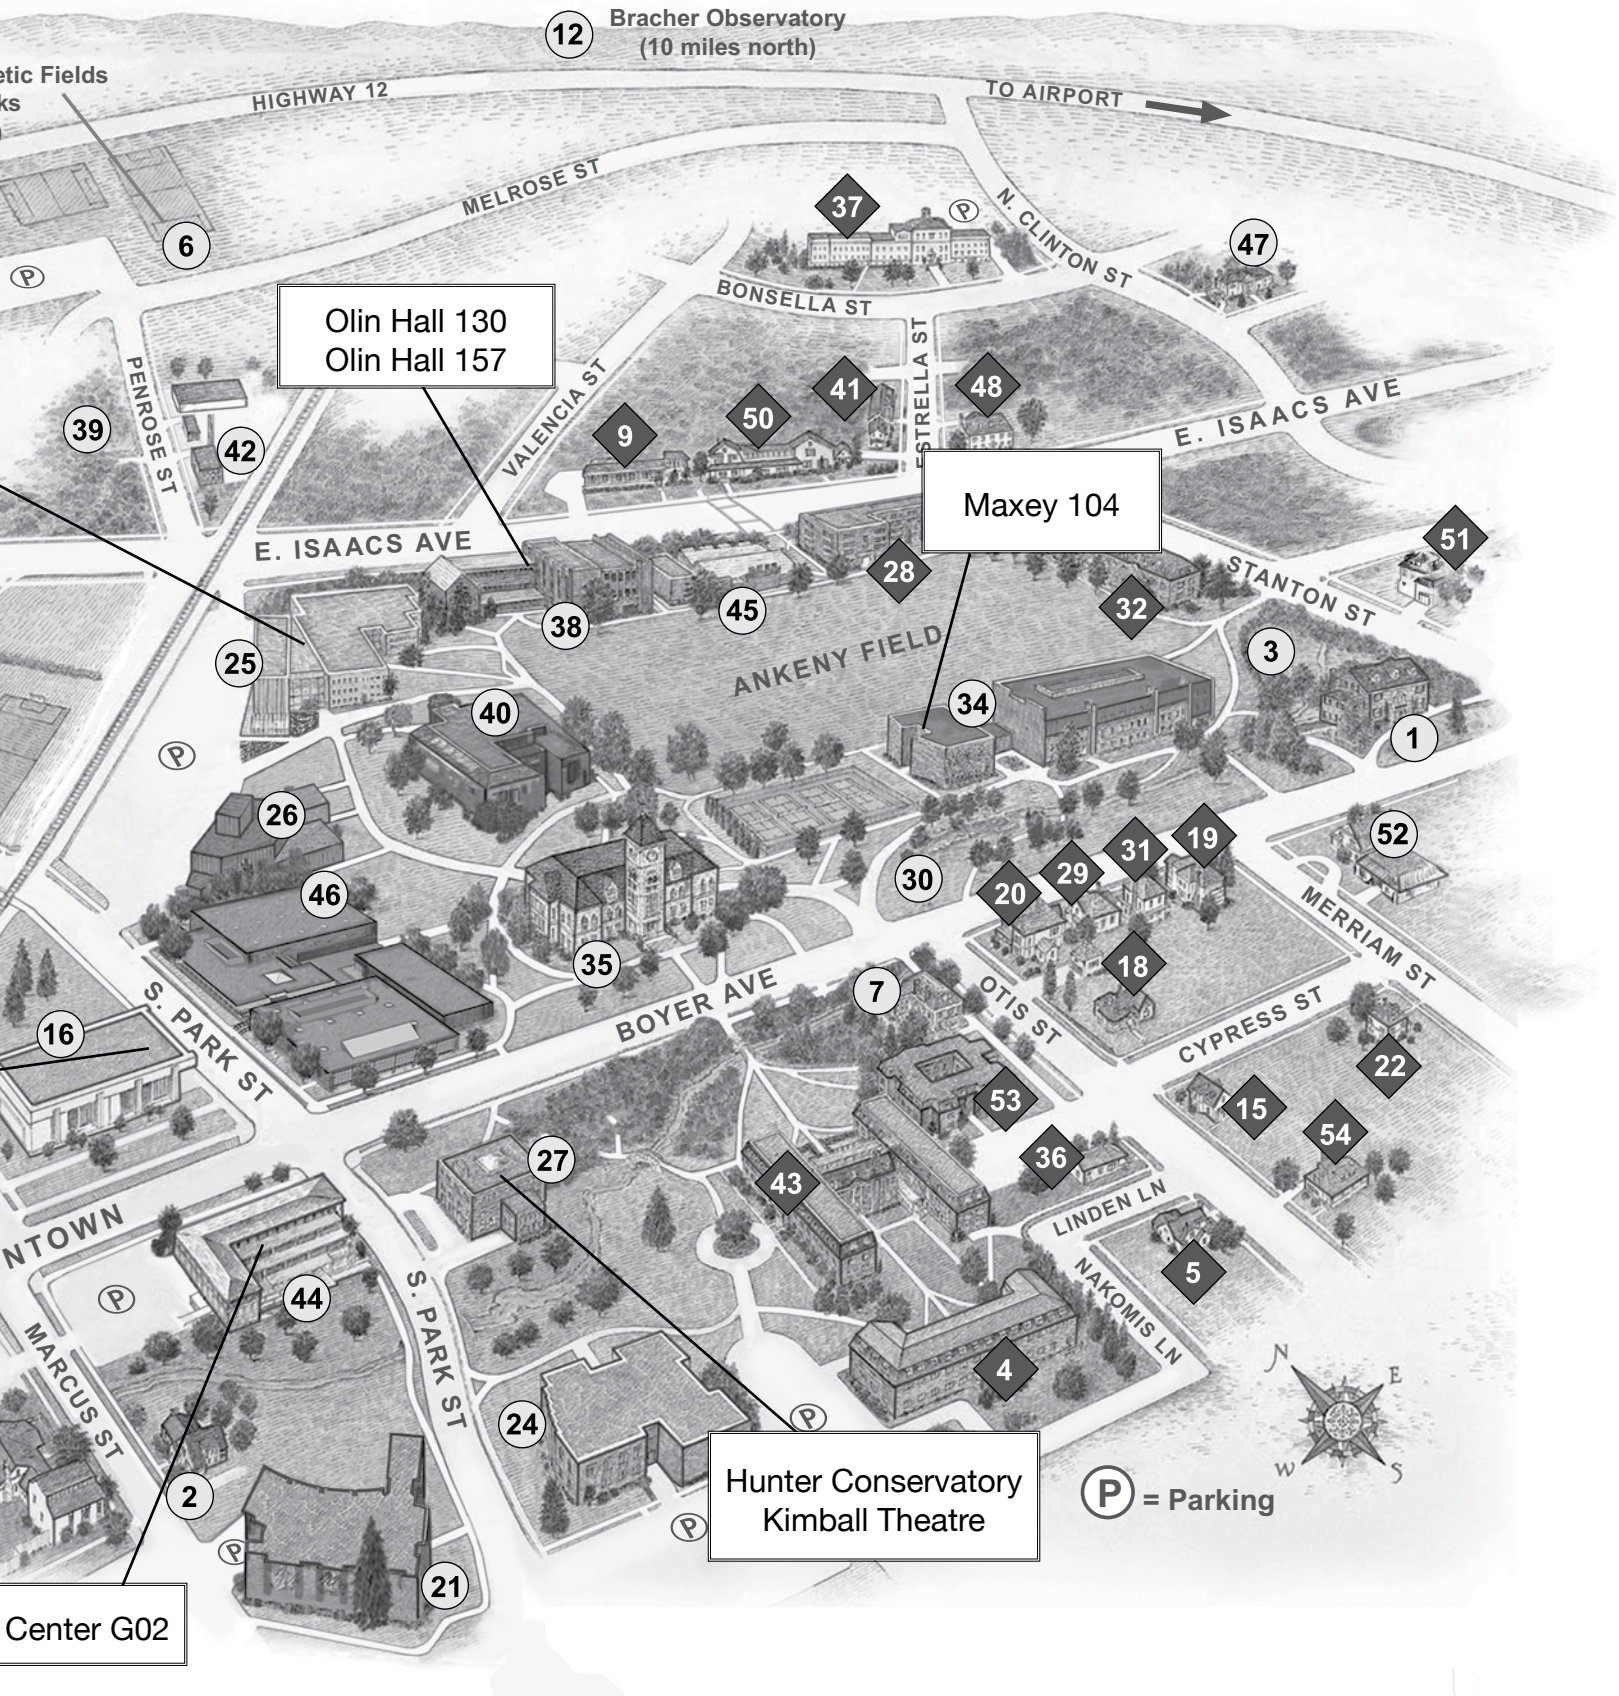 12
Bracher Observatory
(10 miles north)
etic Fields
ks
HIGHWAY 12
TO AIRPORT
MELROSE ST
N. CLINTON ST
37
P
47
6
P
BONSELLA ST
Olin Hall 130
Olin Hall 157
PENROSE ST
VALENCIA ST
ESTRELLA ST
41
48
50
9
39
42
E. ISAACS AVE
Maxey 104
E. ISAACS AVE
51
STANTON ST
28
32
45
38
25
ANKENY FIELD
3
34
40
1
P
26
52
19
31
29
20
30
46
MERRIAM ST
35
18
7
BOYER AVE
OTIS ST
CYPRESS ST
S. PARK ST
16
22
53
15
54
27
36
43
LINDEN LN
NTOWN
5
P
44
NAKOMIS LN
S. PARK ST
MARCUS ST
4
N
E
W
S
24
P
Hunter Conservatory
Kimball Theatre
P = Parking
2
P
P
21
Center G02